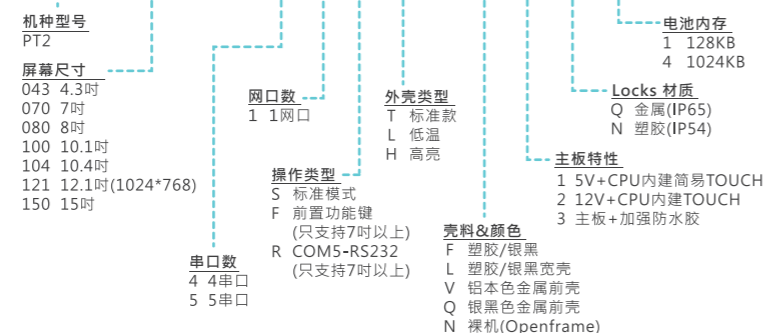 机种型号
PT2
屏幕尺寸
043 4.3吋
070 7吋
080 8吋
100 10.1吋
104 10.4吋
121 12.1吋(1024*768)
150 15吋
串口数
4 4串口
5 5串口
网口数
1 1网口
操作类型
S 标准模式
F 前置功能键
(只支持7吋以上)
R COM5-RS232
(只支持7吋以上)
外壳类型
T 标准款
L 低温
H 高亮
壳料&颜色
F 塑胶/银黑
L 塑胶/银黑宽壳
V 铝本色金属前壳
Q 银黑色金属前壳
N 裸机(Openframe)
主板特性
1 5V+CPU内建简易TOUCH
2 12V+CPU内建TOUCH
3 主板+加强防水胶
Locks 材质
Q 金属(IP65)
N 塑胶(IP54)
电池内存
1 128KB
4 1024KB